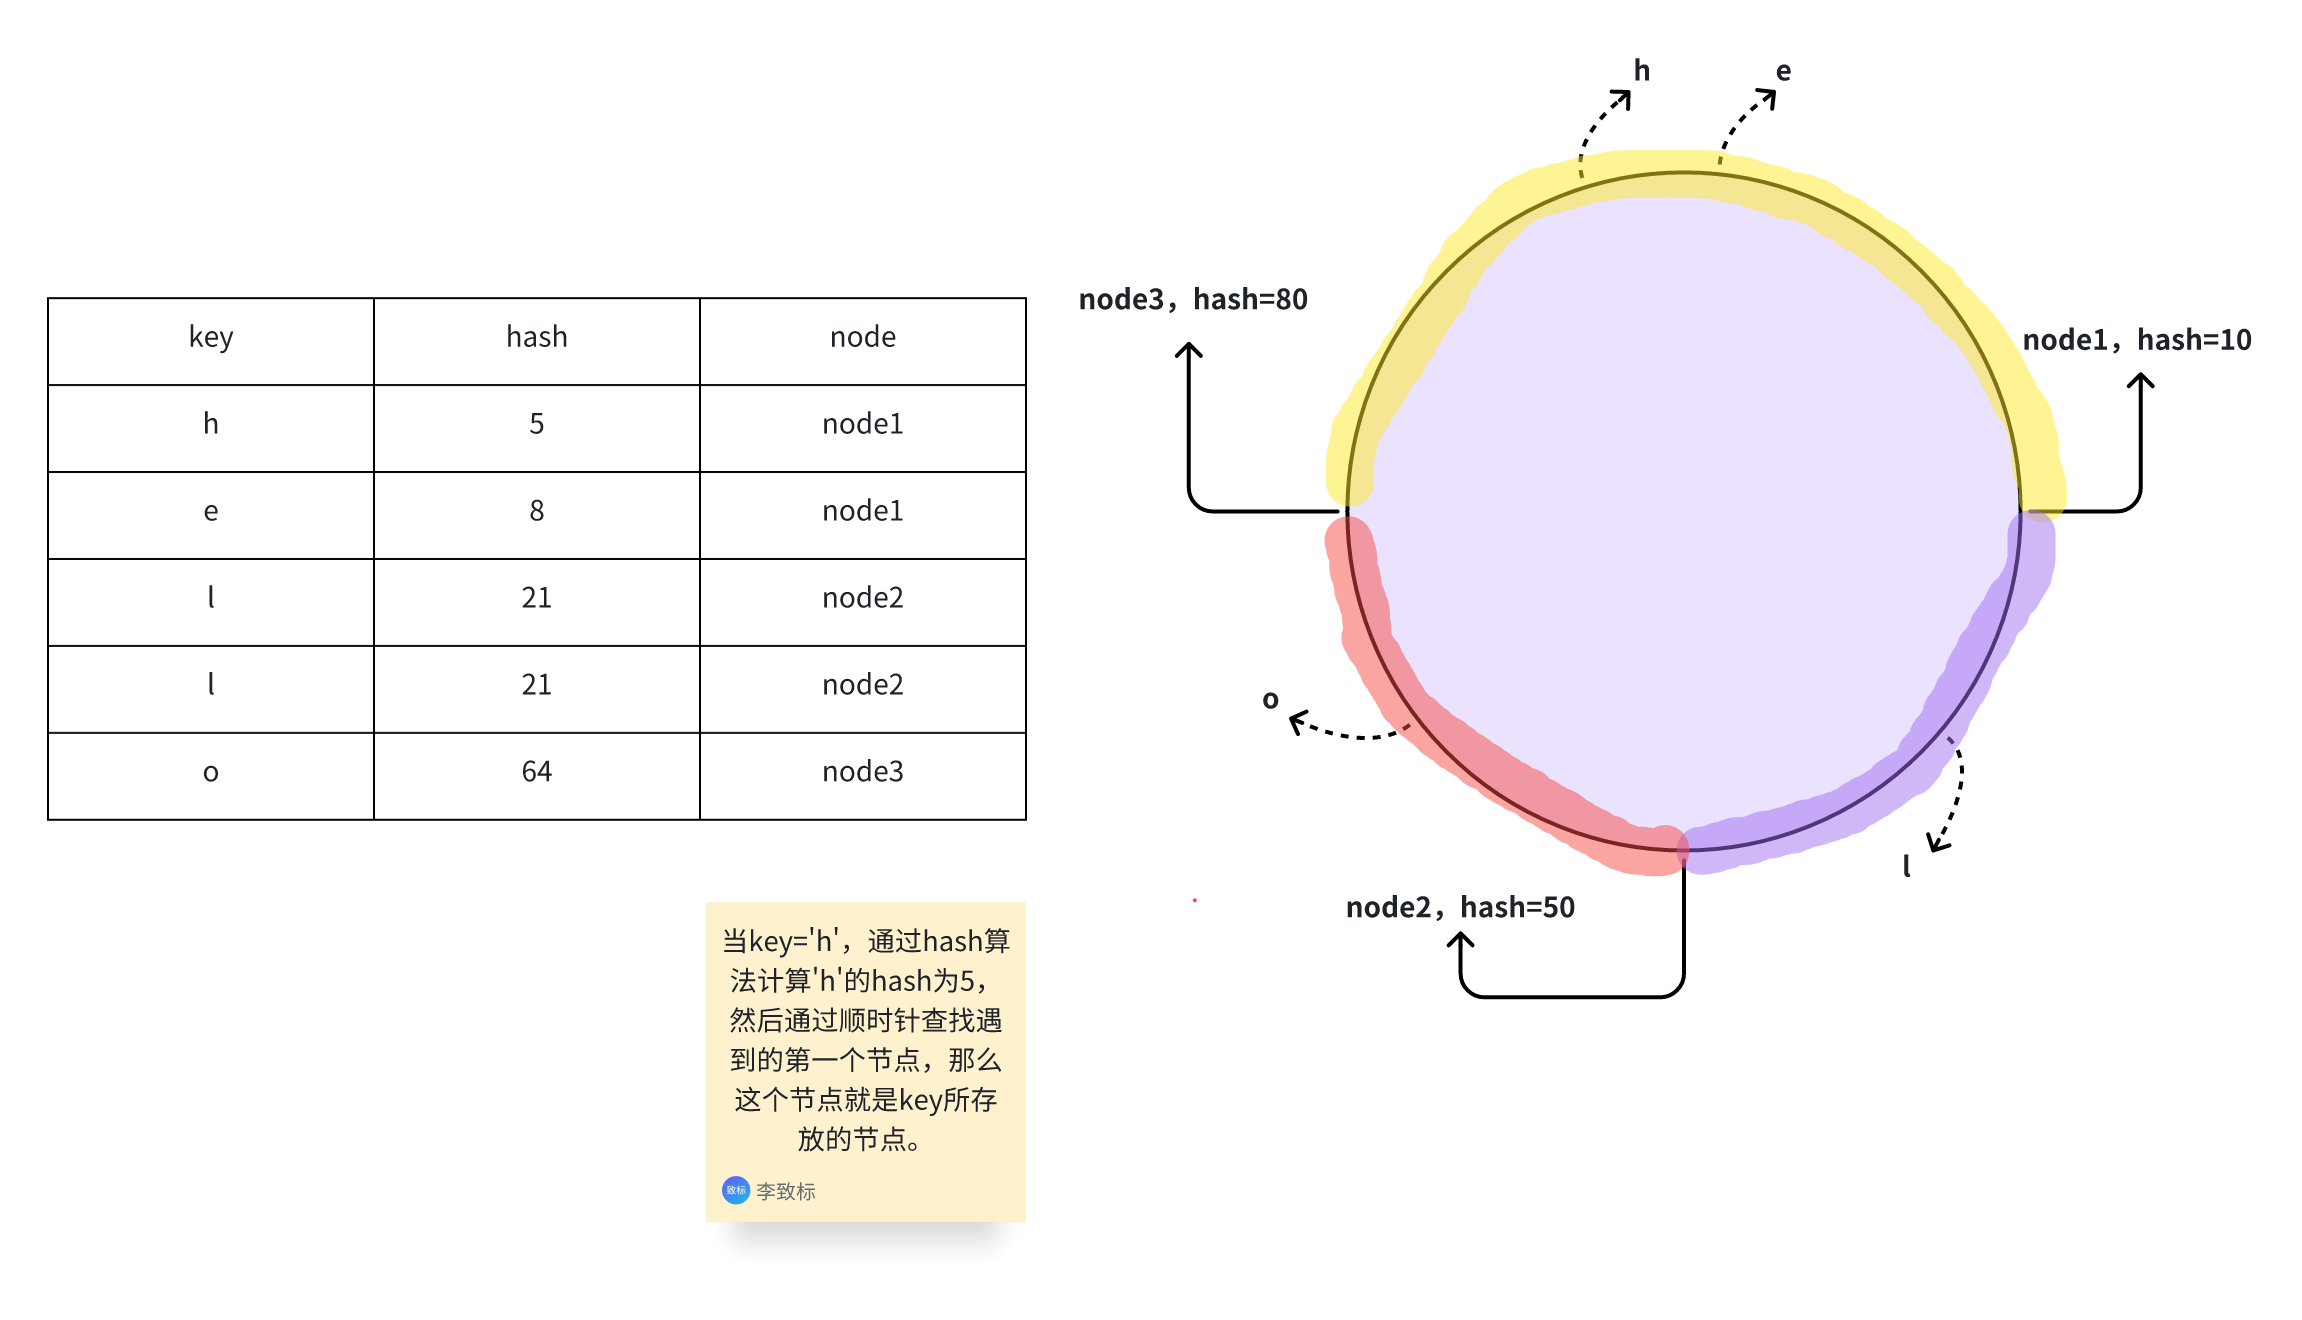 key hash node
h 5 node1
e 8 node1
l 21 node2
l 21 node2
o 64 node3
当key='h'，通过hash算
法计算'h'的hash为5，
然后通过顺时针查找遇
到的第一个节点，那么
这个节点就是key所存
放的节点。
致标 李致标
h
e
node3，hash=80
node1，hash=10
o
l
node2，hash=50